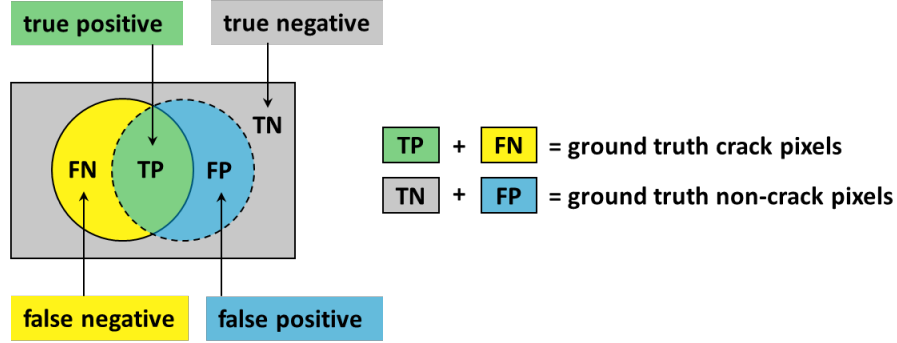 true positive
true negative
TN
FN
TP
FP
TP + FN = ground truth crack pixels
TN + FP = ground truth non-crack pixels
false negative
false positive